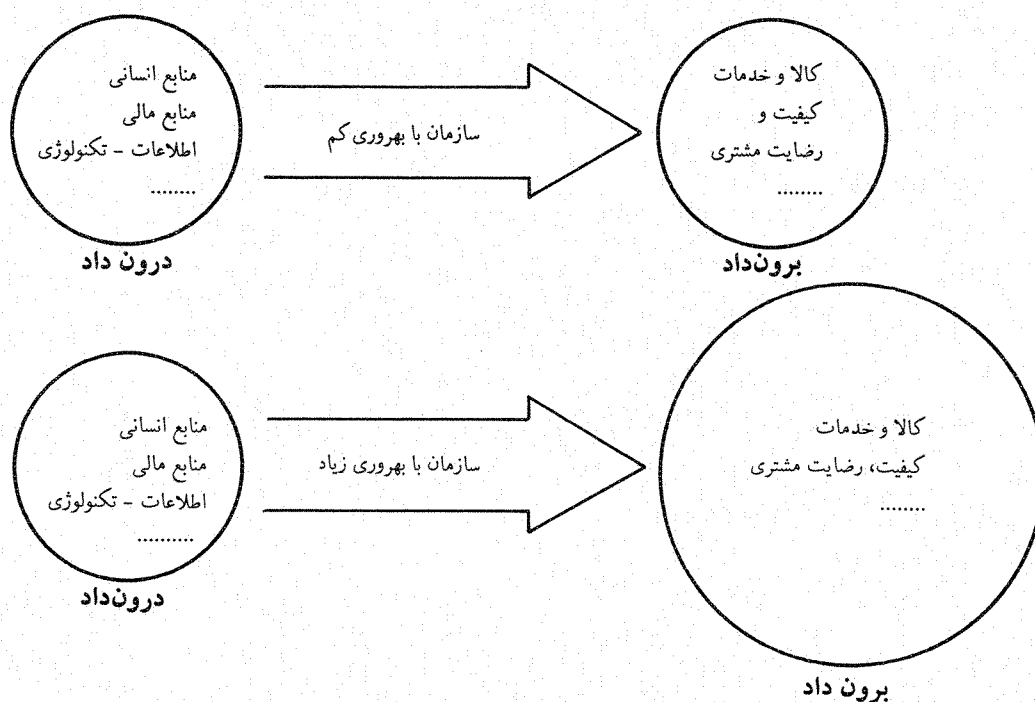 منابع انسانی
منابع مالی
اطلاعات - تکنولوژی
........
درون داد
سازمان با بهروری کم
کالا و خدمات
کیفیت و
رضایت مشتری
........
برون‌داد
منابع انسانی
منابع مالی
اطلاعات - تکنولوژی
..........
درون‌داد
سازمان با بهروری زیاد
کالا و خدمات
کیفیت، رضایت مشتری
........
برون داد